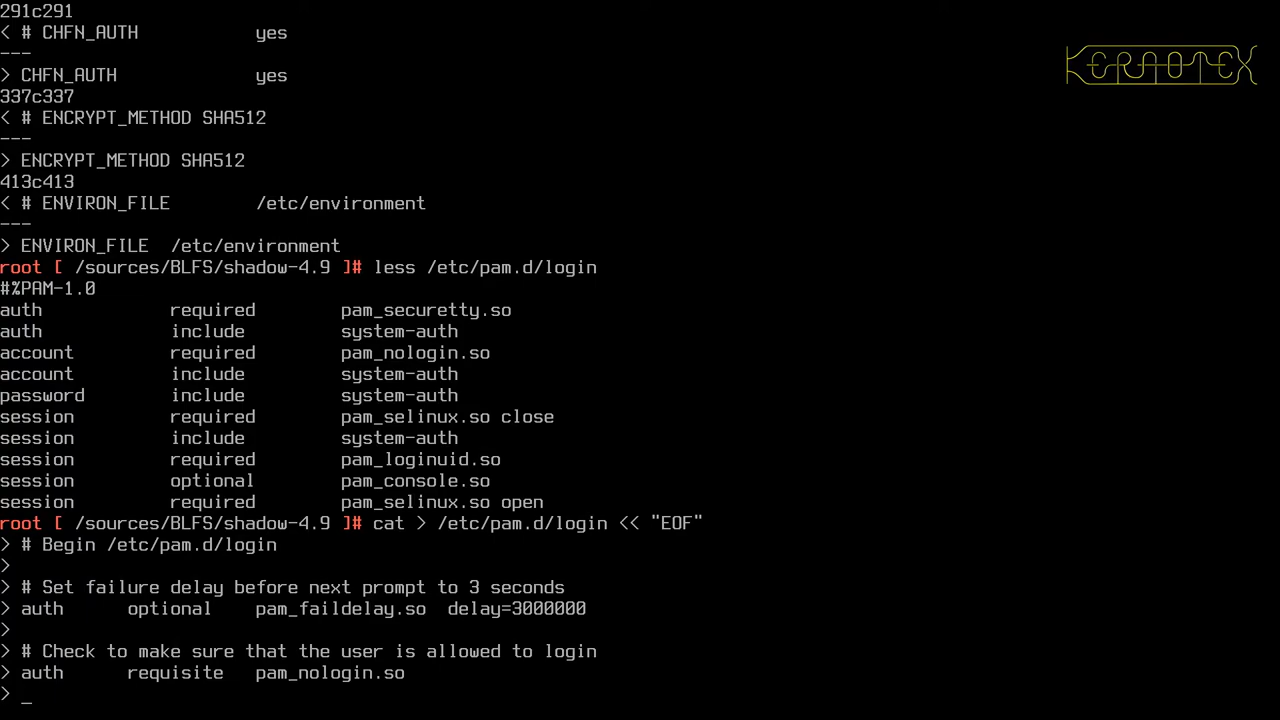 291c291
< # CHFN_AUTH           yes
---
> CHFN_AUTH             yes
337c337
< # ENCRYPT_METHOD SHA512
---
> ENCRYPT_METHOD SHA512
413c413
< # ENVIRON_FILE        /etc/environment
---
> ENVIRON_FILE  /etc/environment
root [ /sources/BLFS/shadow-4.9 ]# less /etc/pam.d/login
#%PAM-1.0
auth            required        pam_securetty.so
auth            include         system-auth
account         required        pam_nologin.so
account         include         system-auth
password        include         system-auth
session         required        pam_selinux.so close
session         include         system-auth
session         required        pam_loginuid.so
session         optional        pam_console.so
session         required        pam_selinux.so open
root [ /sources/BLFS/shadow-4.9 ]# cat > /etc/pam.d/login << "EOF"
> # Begin /etc/pam.d/login
>
> # Set failure delay before next prompt to 3 seconds
> auth      optional    pam_faildelay.so  delay=3000000
>
> # Check to make sure that the user is allowed to login
> auth      requisite   pam_nologin.so
> _
KERAOTEX